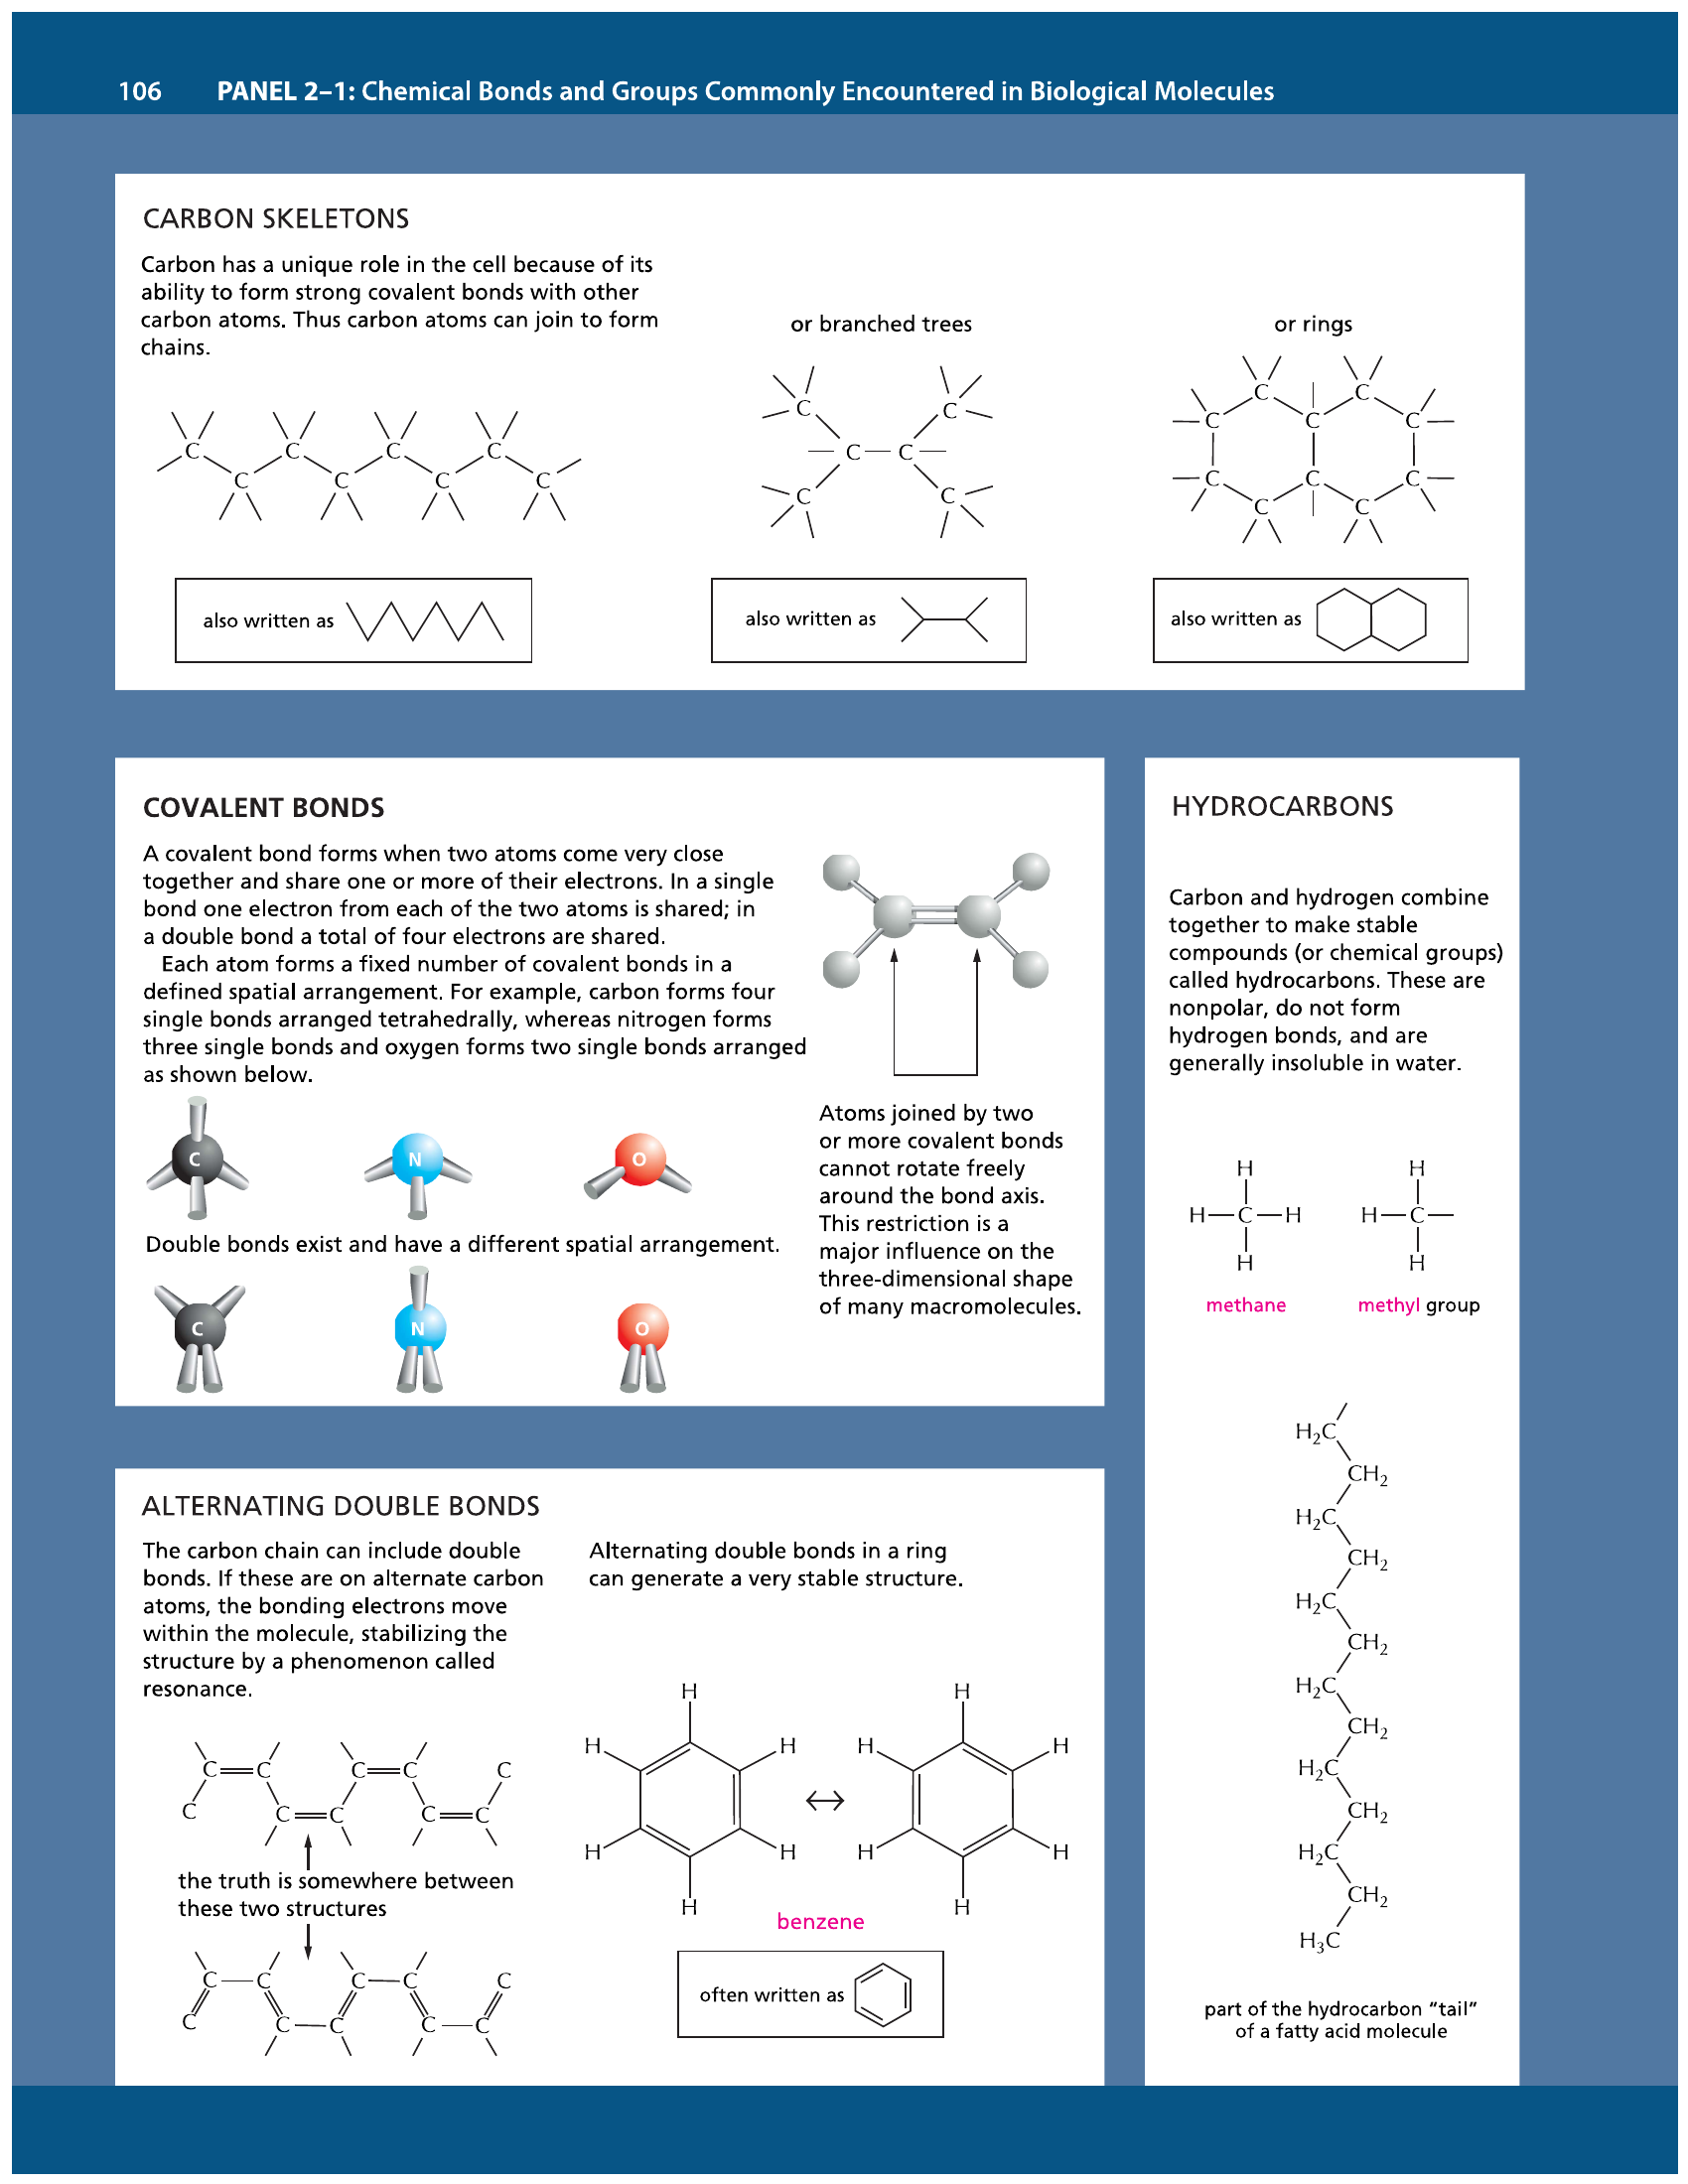 106 PANEL 2–1: Chemical Bonds and Groups Commonly Encountered in Biological Molecules
CARBON SKELETONS
Carbon has a unique role in the cell because of its
ability to form strong covalent bonds with other
carbon atoms. Thus carbon atoms can join to form
chains.
or branched trees
or rings
C C C C
C C C C
C C
C C
C C
C C
C C C
C C C
C C
also written as
also written as
also written as
COVALENT BONDS
A covalent bond forms when two atoms come very close
together and share one or more of their electrons. In a single
bond one electron from each of the two atoms is shared; in
a double bond a total of four electrons are shared.
Each atom forms a fixed number of covalent bonds in a
defined spatial arrangement. For example, carbon forms four
single bonds arranged tetrahedrally, whereas nitrogen forms
three single bonds and oxygen forms two single bonds arranged
as shown below.
C N O
Double bonds exist and have a different spatial arrangement.
C N O
Atoms joined by two
or more covalent bonds
cannot rotate freely
around the bond axis.
This restriction is a
major influence on the
three-dimensional shape
of many macromolecules.
HYDROCARBONS
Carbon and hydrogen combine
together to make stable
compounds (or chemical groups)
called hydrocarbons. These are
nonpolar, do not form
hydrogen bonds, and are
generally insoluble in water.
H H
H—C—H H—C—
H H
methane methyl group
H₂C
CH₂
H₂C
CH₂
H₂C
CH₂
H₂C
CH₂
H₂C
CH₂
H₂C
CH₂
H₃C
part of the hydrocarbon “tail”
of a fatty acid molecule
ALTERNATING DOUBLE BONDS
The carbon chain can include double
bonds. If these are on alternate carbon
atoms, the bonding electrons move
within the molecule, stabilizing the
structure by a phenomenon called
resonance.
C C C C C
C C C C C
the truth is somewhere between
these two structures
C C C C C
C C C C C
Alternating double bonds in a ring
can generate a very stable structure.
H H
H H H H
↔
H H H H
H H
benzene
often written as